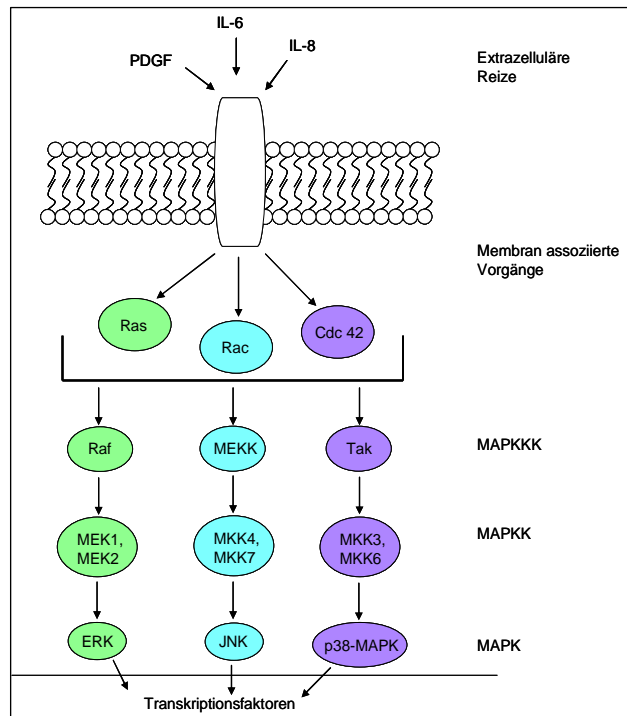 IL-6
IL-8
PDGF
Extrazelluläre
Reize
Membran assoziierte
Vorgänge
Ras
Rac
Cdc 42
Raf
MEKK
Tak
MAPKKK
MEK1,
MEK2
MKK4,
MKK7
MKK3,
MKK6
MAPKK
ERK
JNK
p38-MAPK
MAPK
Transkriptionsfaktoren